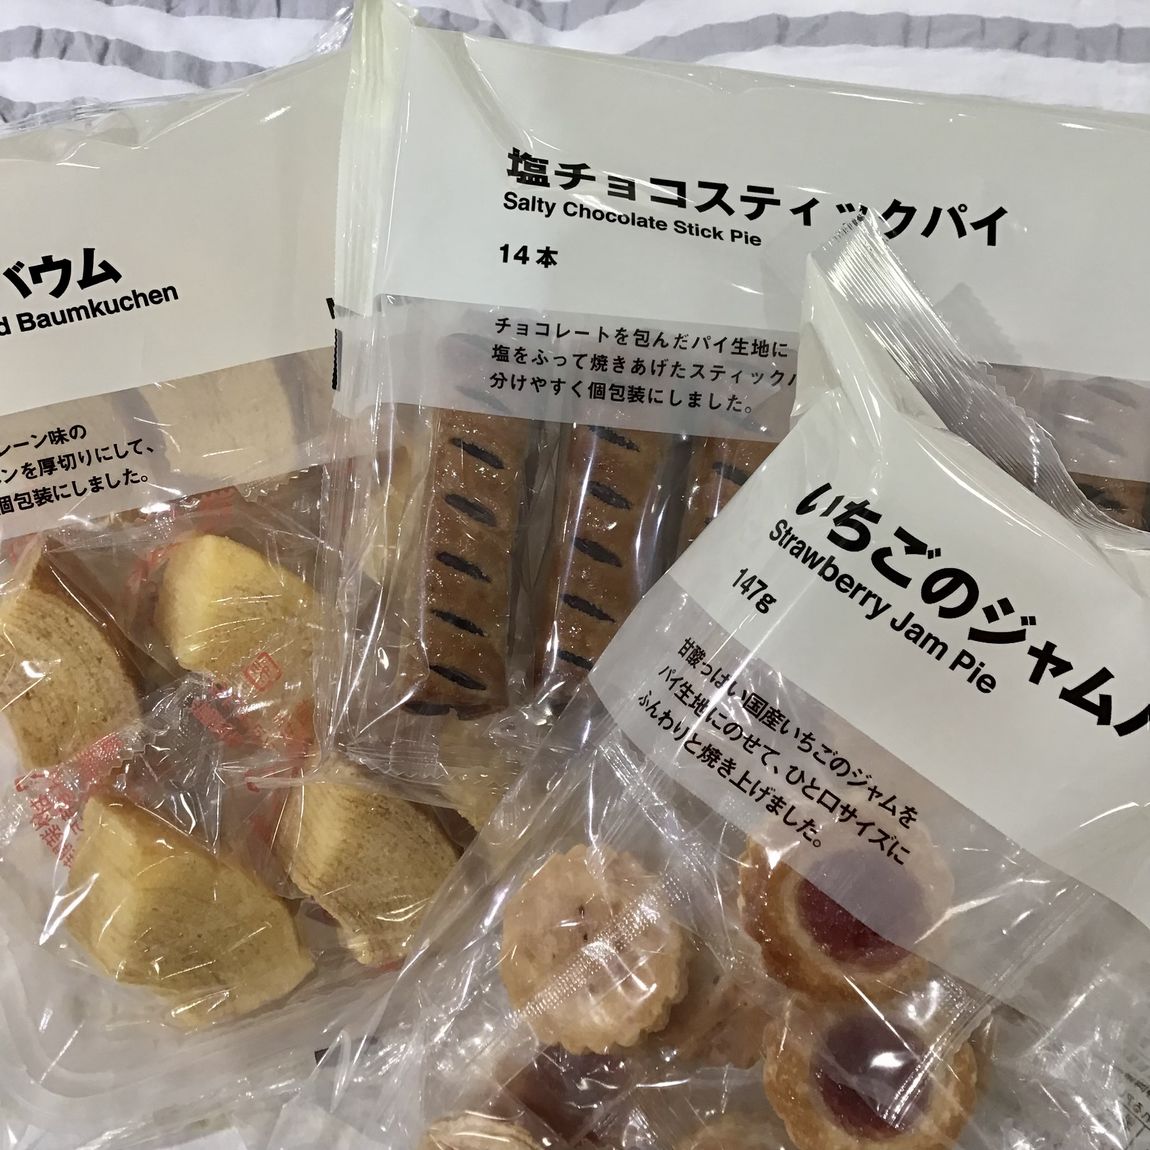 バウム
d Baumkuchen
レーン味の
ンを厚切りにして、
個包装にしました。
塩チョコスティックパイ
Salty Chocolate Stick Pie
14本
チョコレートを包んだパイ生地に
塩をふって焼きあげたスティック
分けやすく個包装にしました。
いちごのジャム
Strawberry Jam Pie
147g
甘酸っぱい国産いちごのジャムを
パイ生地にのせて、ひと口サイズに
ふんわりと焼き上げました。